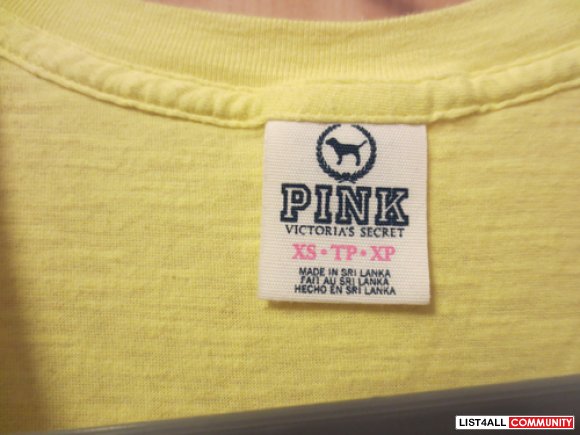 PINK
VICTORIA'S SECRET
XS • TP • XP
MADE IN SRI LANKA
FAIT AU SRI LANKA
HECHO EN SRI LANKA
LIST4ALL COMMUNITY